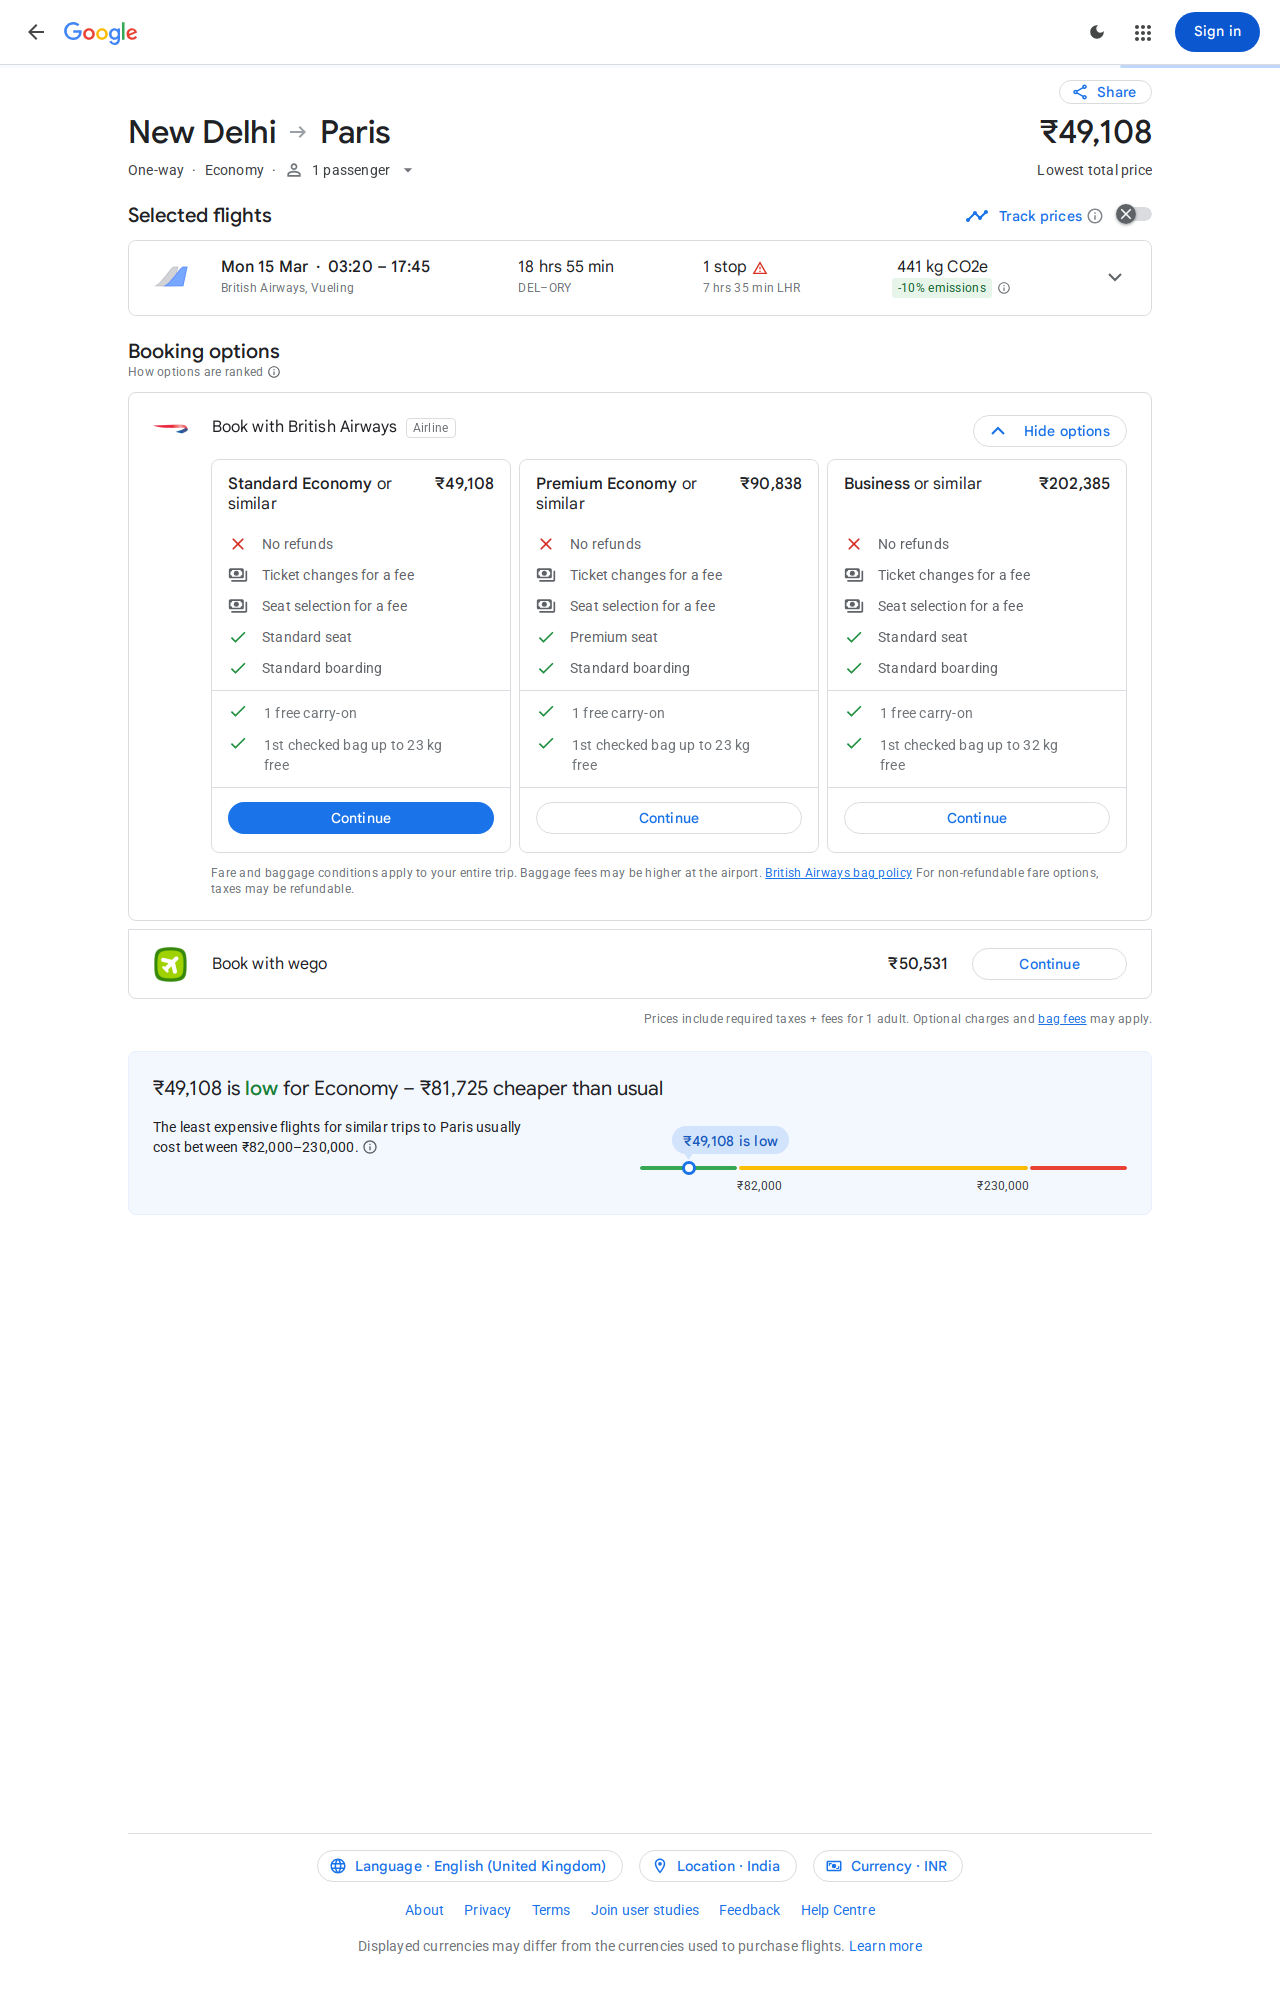 Google
Sign in
Share
New Delhi → Paris
₹49,108
One-way · Economy · 1 passenger
Lowest total price
Selected flights
Track prices
Mon 15 Mar · 03:20 – 17:45
18 hrs 55 min
1 stop
441 kg CO2e
British Airways, Vueling
DEL–ORY
7 hrs 35 min LHR
-10% emissions
Booking options
How options are ranked
Book with British Airways
Airline
Hide options
Standard Economy or
similar
₹49,108
No refunds
Ticket changes for a fee
Seat selection for a fee
Standard seat
Standard boarding
1 free carry-on
1st checked bag up to 23 kg
free
Continue
Premium Economy or
similar
₹90,838
No refunds
Ticket changes for a fee
Seat selection for a fee
Premium seat
Standard boarding
1 free carry-on
1st checked bag up to 23 kg
free
Continue
Business or similar
₹202,385
No refunds
Ticket changes for a fee
Seat selection for a fee
Standard seat
Standard boarding
1 free carry-on
1st checked bag up to 32 kg
free
Continue
Fare and baggage conditions apply to your entire trip. Baggage fees may be higher at the airport. British Airways bag policy For non-refundable fare options,
taxes may be refundable.
Book with wego
₹50,531
Continue
Prices include required taxes + fees for 1 adult. Optional charges and bag fees may apply.
₹49,108 is low for Economy – ₹81,725 cheaper than usual
The least expensive flights for similar trips to Paris usually
cost between ₹82,000–230,000.
₹49,108 is low
₹82,000
₹230,000
Language · English (United Kingdom)
Location · India
Currency · INR
About
Privacy
Terms
Join user studies
Feedback
Help Centre
Displayed currencies may differ from the currencies used to purchase flights. Learn more